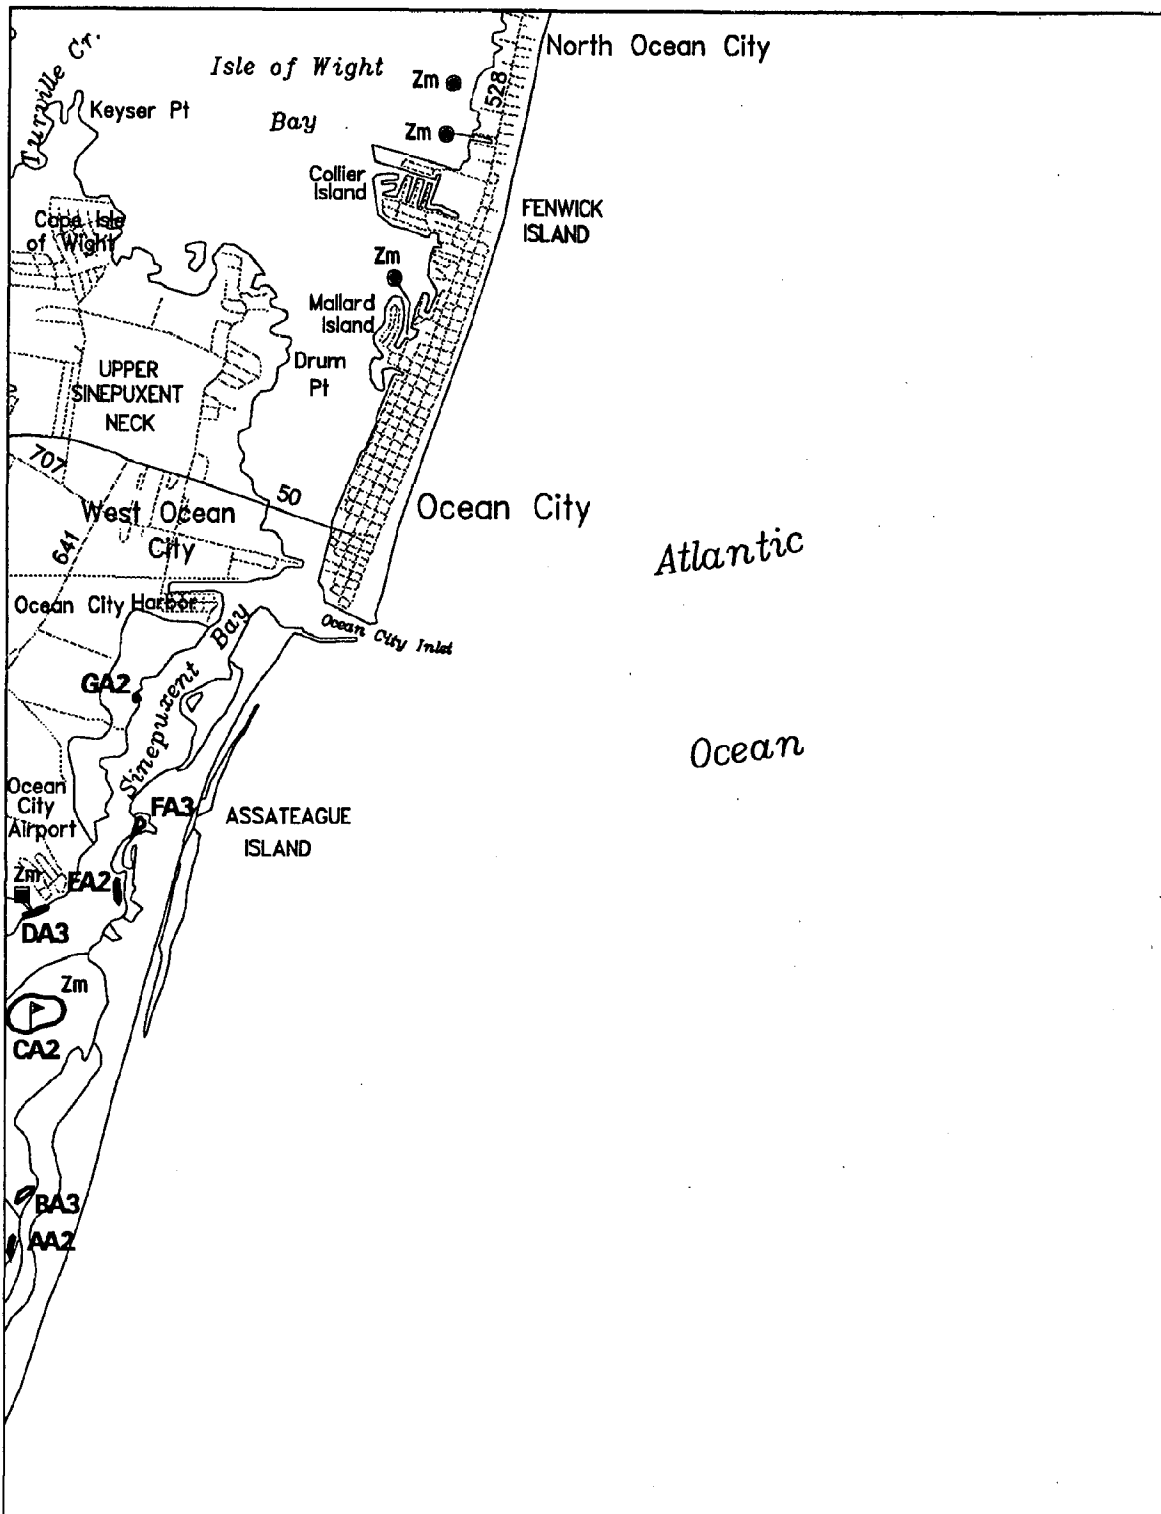 North Ocean City
Isle of Wight
Bay
Turville Cr.
Keyser Pt
Zm
528
Zm
Collier
Island
FENWICK
ISLAND
Cape Isle
of Wight
Zm
Mallard
Island
Drum
Pt
UPPER
SINEPUXENT
NECK
707
50
West Ocean
City
Ocean City
641
Atlantic
Ocean City Harbor
Ocean City Inlet
Sinepuxent Bay
GA2
Ocean
Ocean
City
Airport
FA3
ASSATEAGUE
ISLAND
Zm
EA2
DA3
Zm
CA2
BA3
AA2